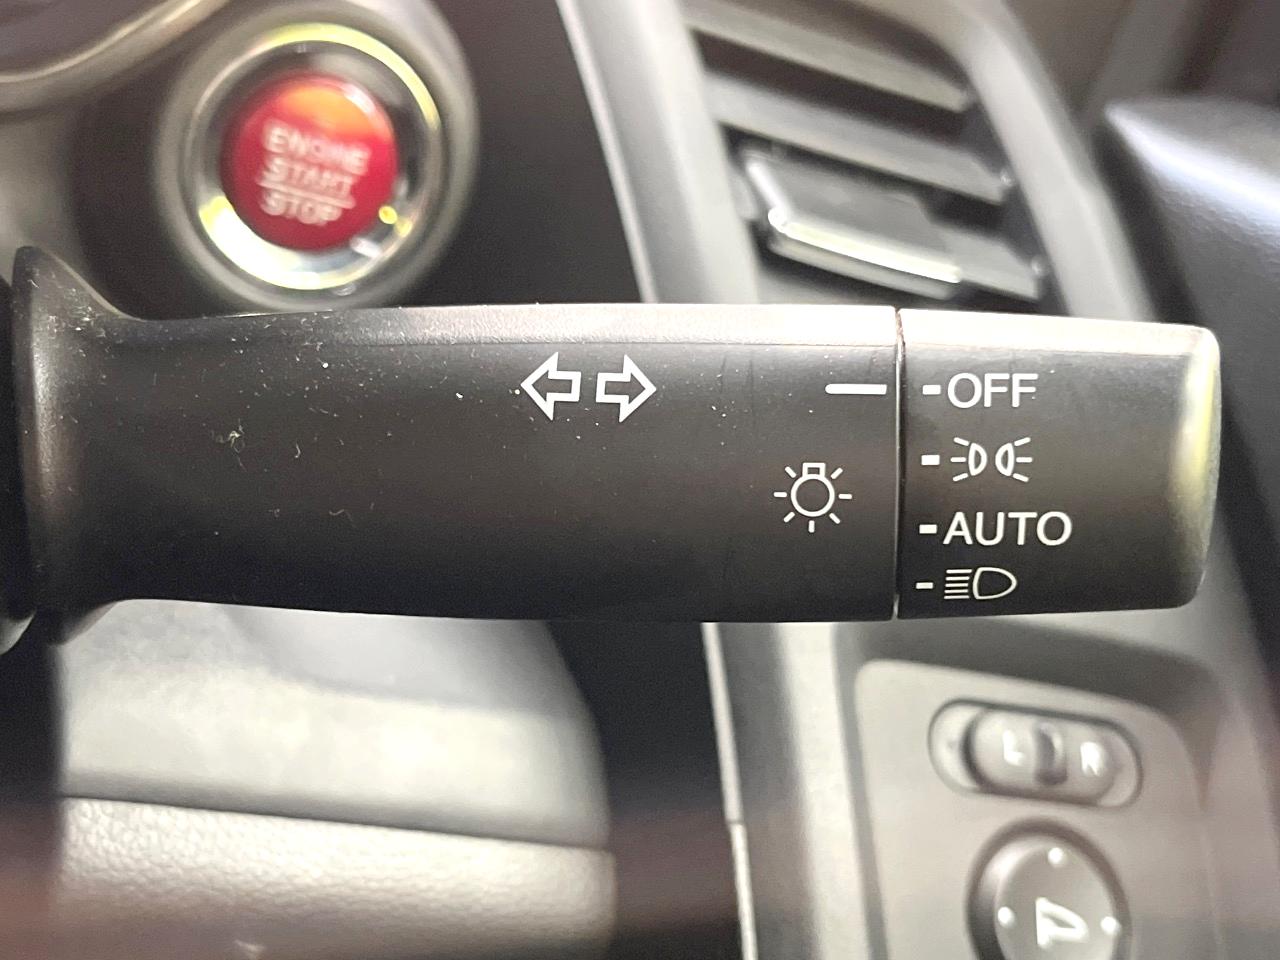 ENGINE
START
STOP
OFF
AUTO
L R